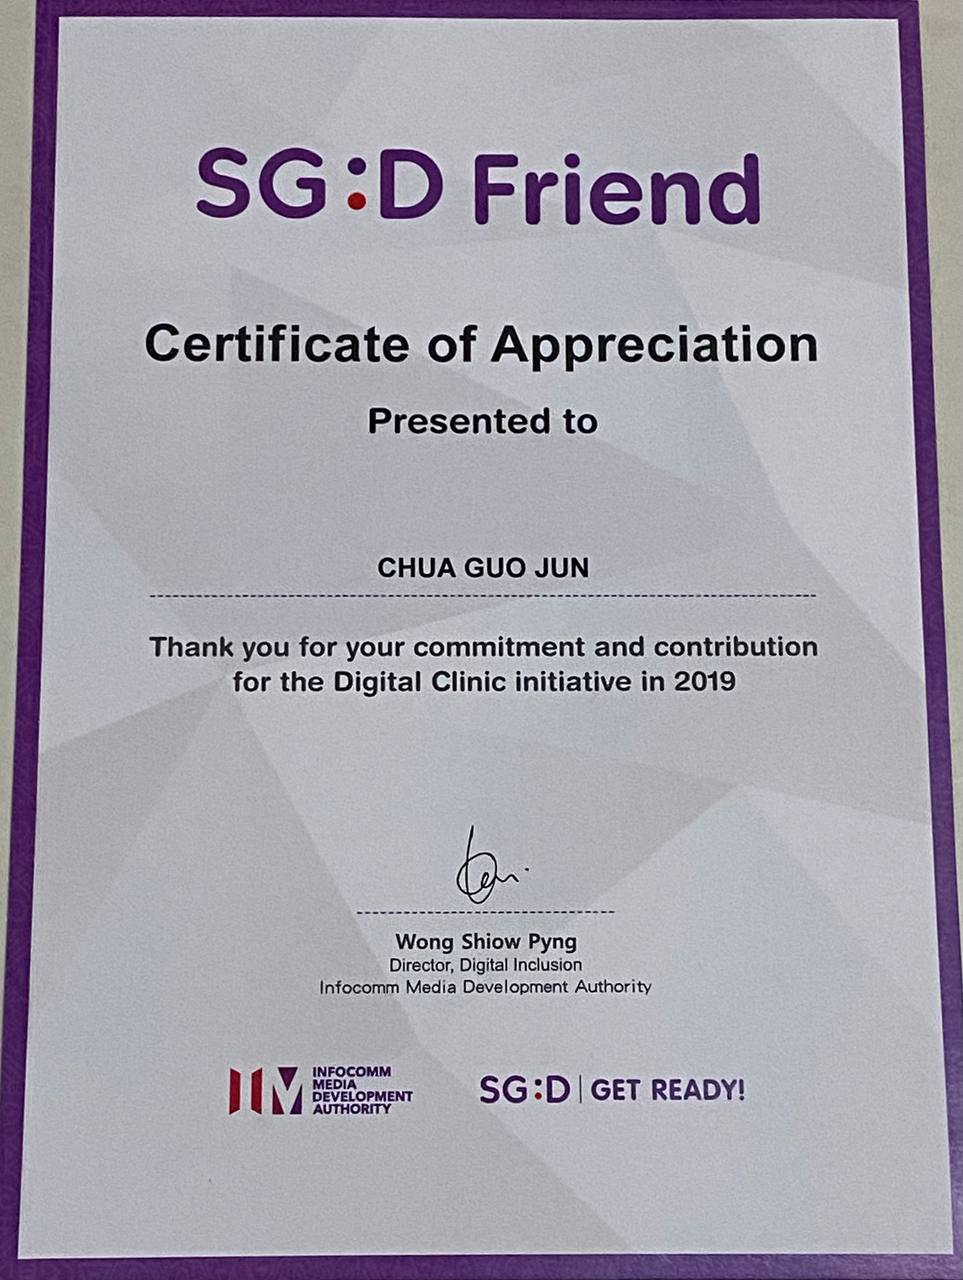 SG:D Friend
Certificate of Appreciation
Presented to
CHUA GUO JUN
Thank you for your commitment and contribution
for the Digital Clinic initiative in 2019
Wong Shiow Pyng
Director, Digital Inclusion
Infocomm Media Development Authority
INFOCOMM
MEDIA
DEVELOPMENT
AUTHORITY
SG:D | GET READY!